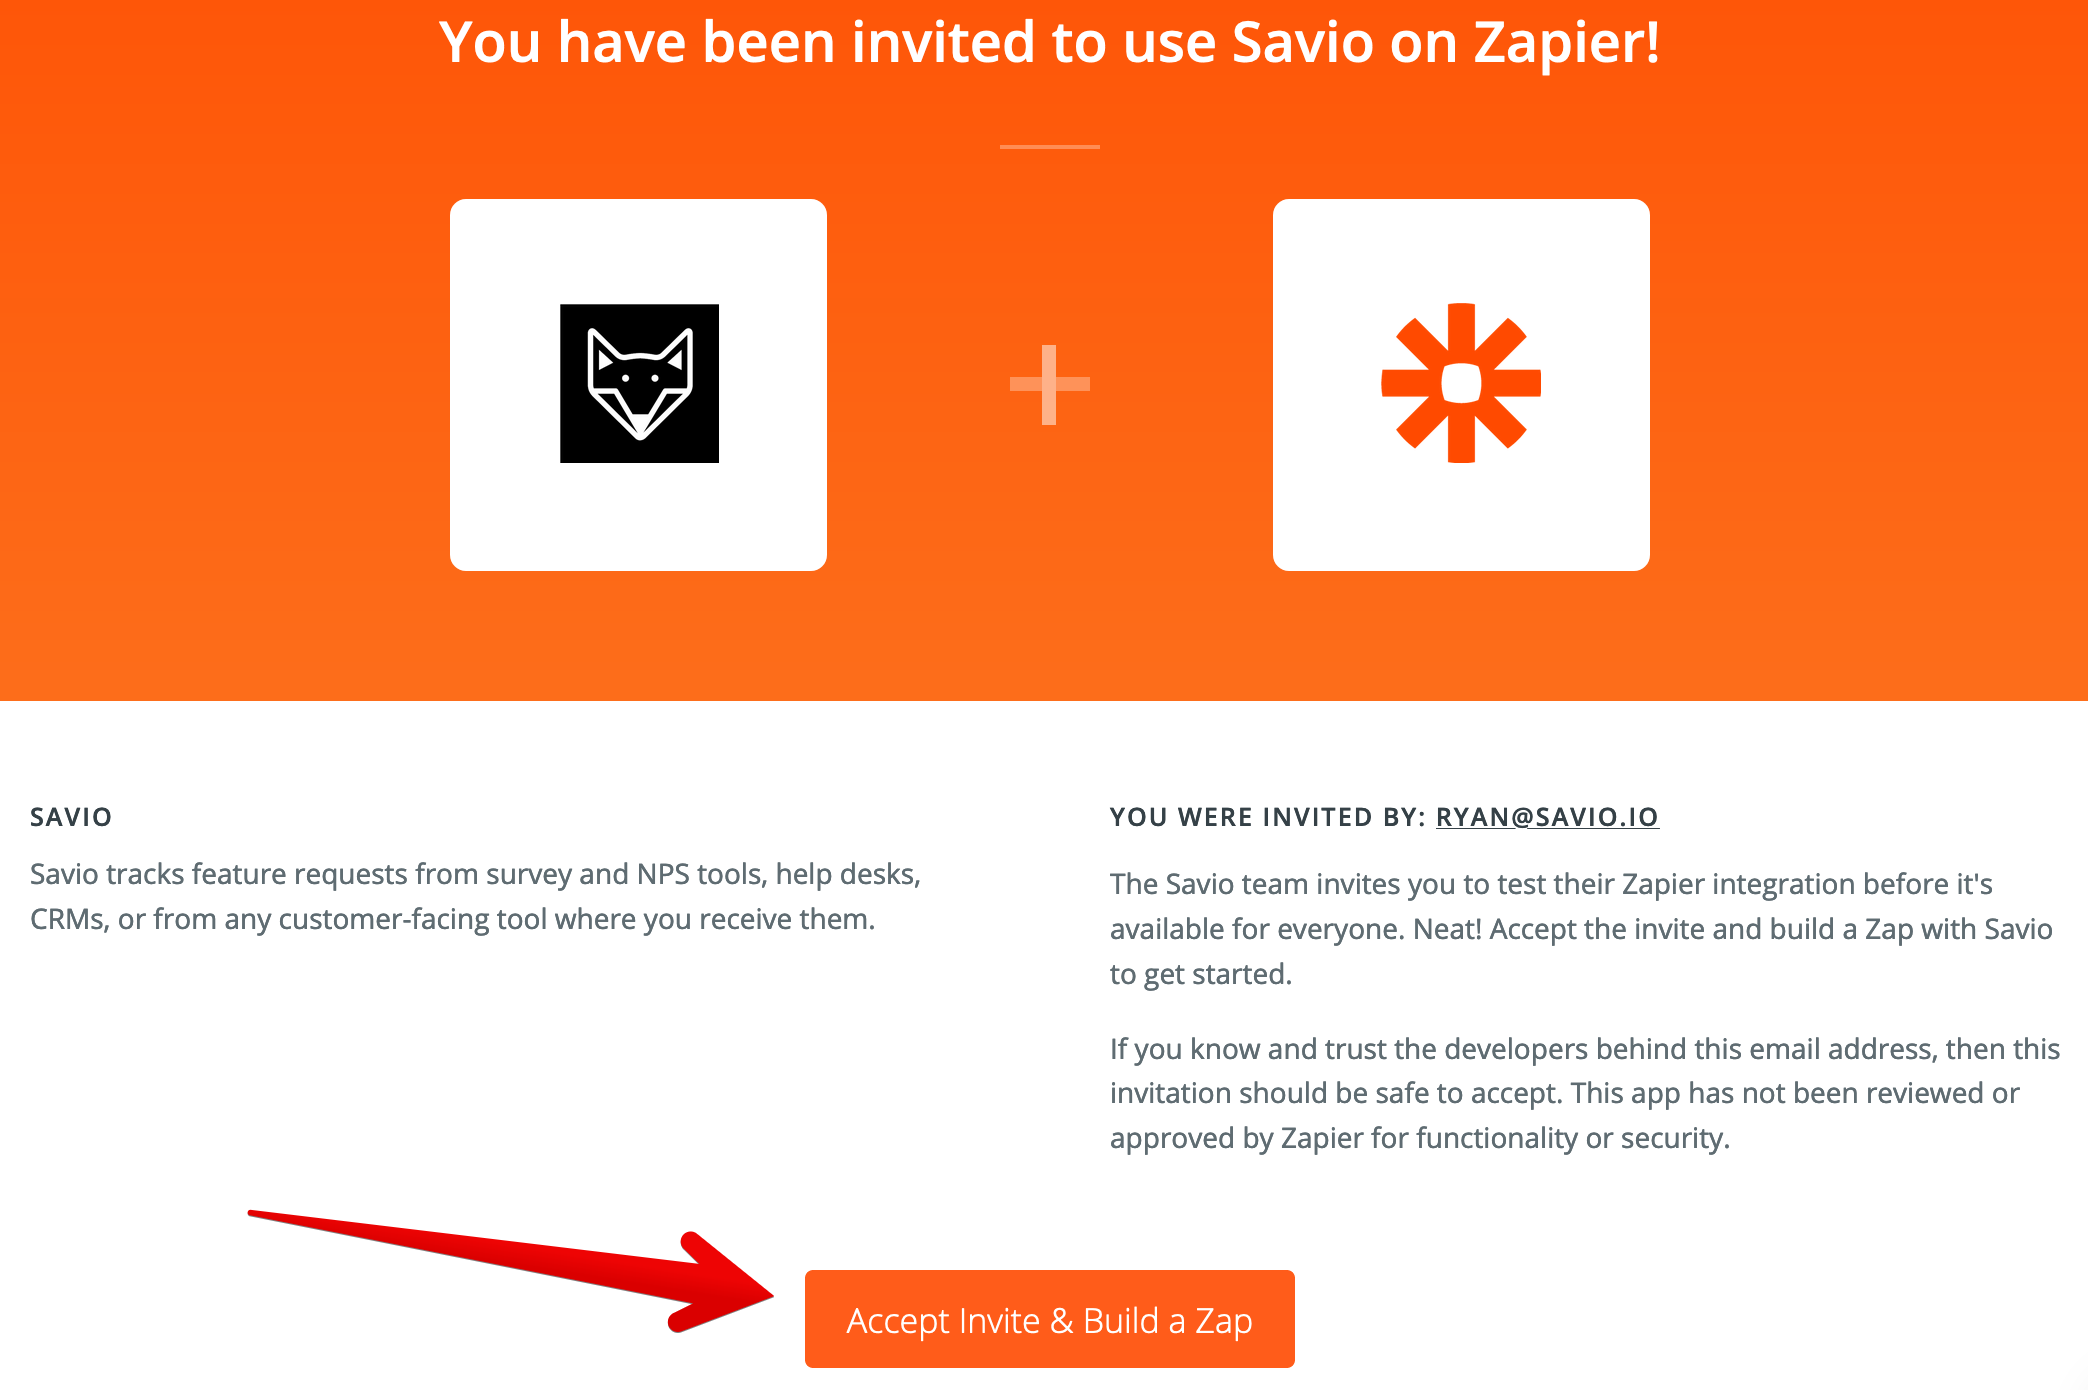 You have been invited to use Savio on Zapier!
SAVIO
Savio tracks feature requests from survey and NPS tools, help desks,
CRMs, or from any customer-facing tool where you receive them.
YOU WERE INVITED BY: RYAN@SAVIO.IO
The Savio team invites you to test their Zapier integration before it's
available for everyone. Neat! Accept the invite and build a Zap with Savio
to get started.
If you know and trust the developers behind this email address, then this
invitation should be safe to accept. This app has not been reviewed or
approved by Zapier for functionality or security.
Accept Invite & Build a Zap